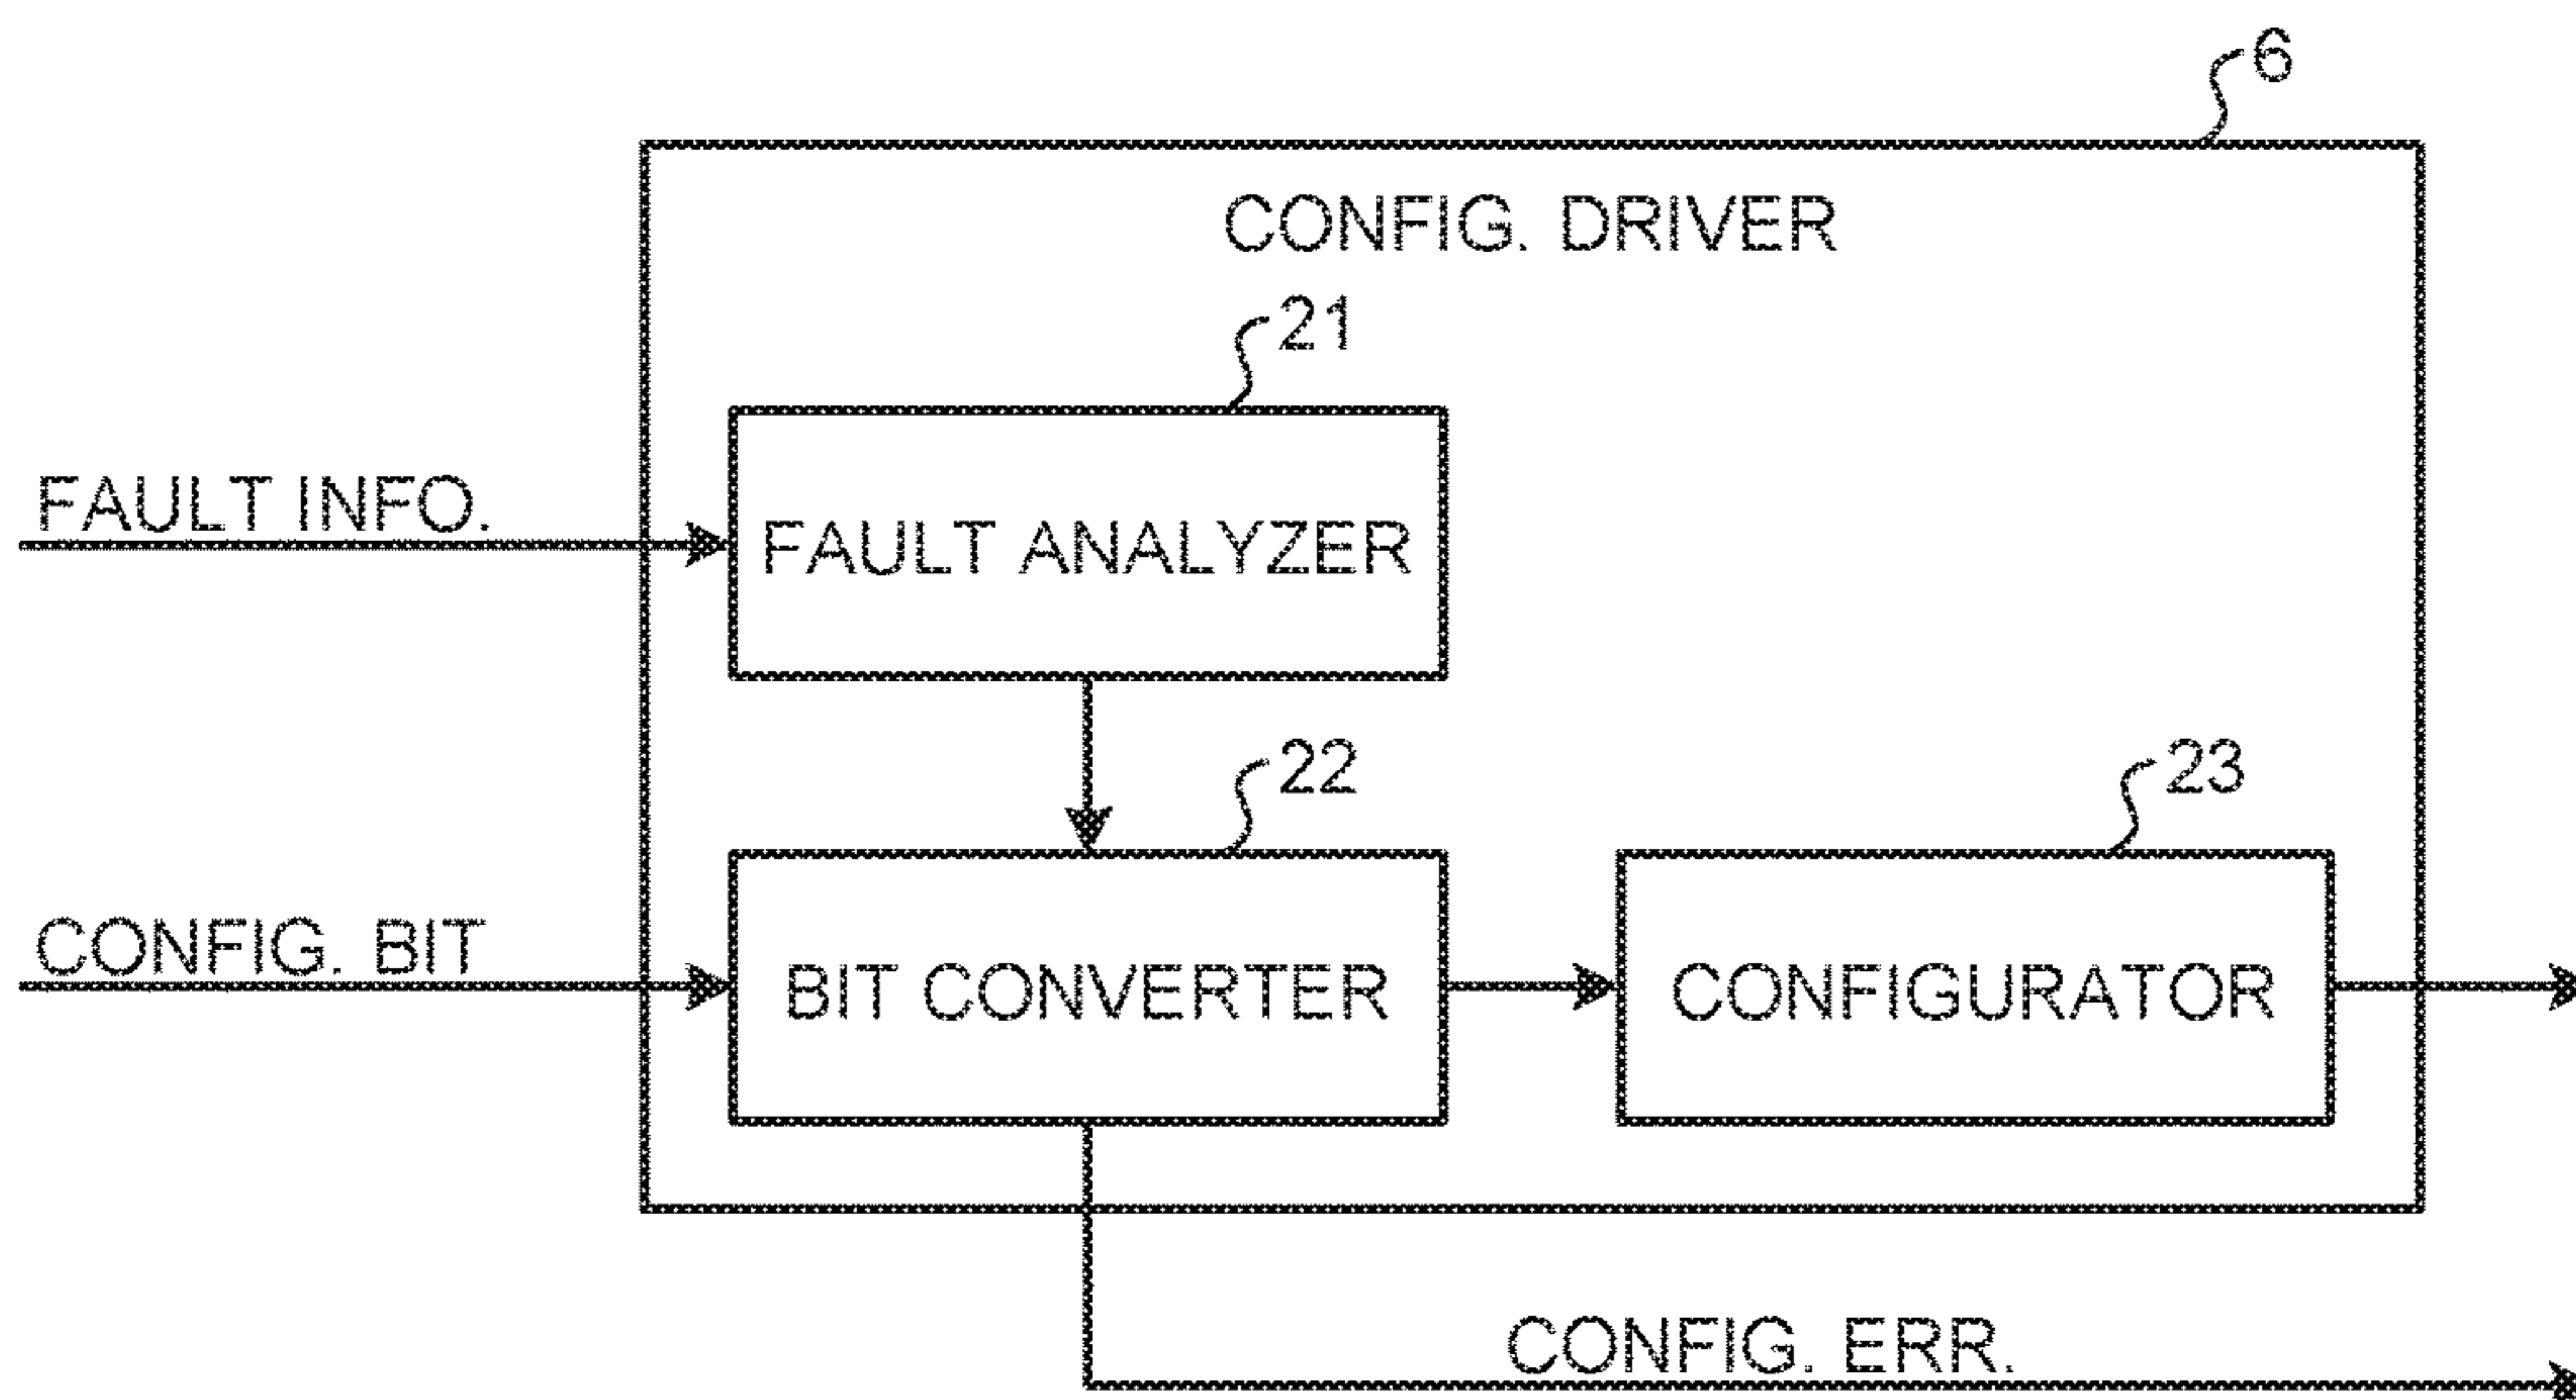 6
CONFIG. DRIVER
21
FAULT INFO.
FAULT ANALYZER
22
23
CONFIG. BIT
BIT CONVERTER
CONFIGURATOR
CONFIG. ERR.